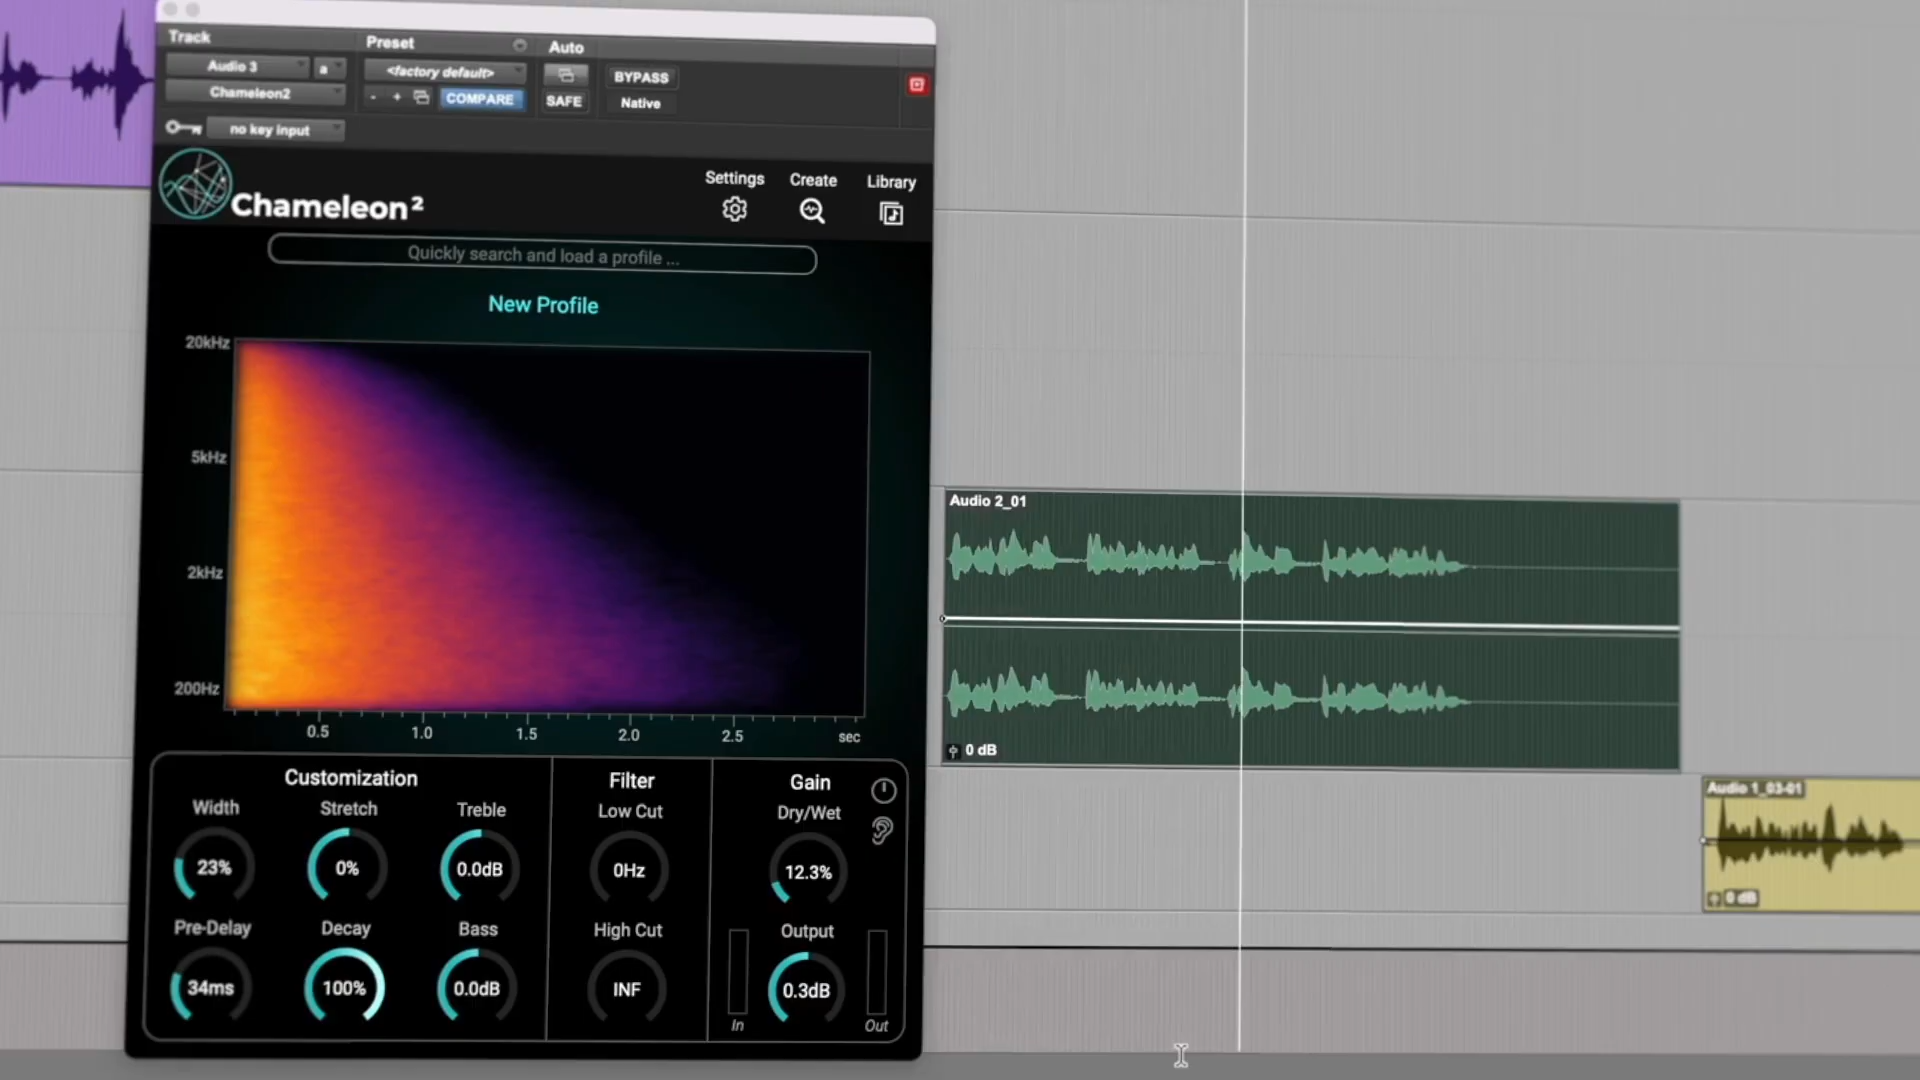 Track
Preset
Auto
Audio 3
a
<factory default>
BYPASS
Chameleon2
- +
COMPARE
SAFE
Native
no key input
Chameleon²
Settings
Create
Library
Quickly search and load a profile ...
New Profile
20kHz
5kHz
2kHz
200Hz
0.5
1.0
1.5
2.0
2.5
sec
Customization
Filter
Gain
Width
Stretch
Treble
Low Cut
Dry/Wet
23%
0%
0.0dB
0Hz
12.3%
Pre-Delay
Decay
Bass
High Cut
Output
34ms
100%
0.0dB
INF
0.3dB
In
Out
Audio 2_01
0 dB
Audio 1_03-01
0 dB